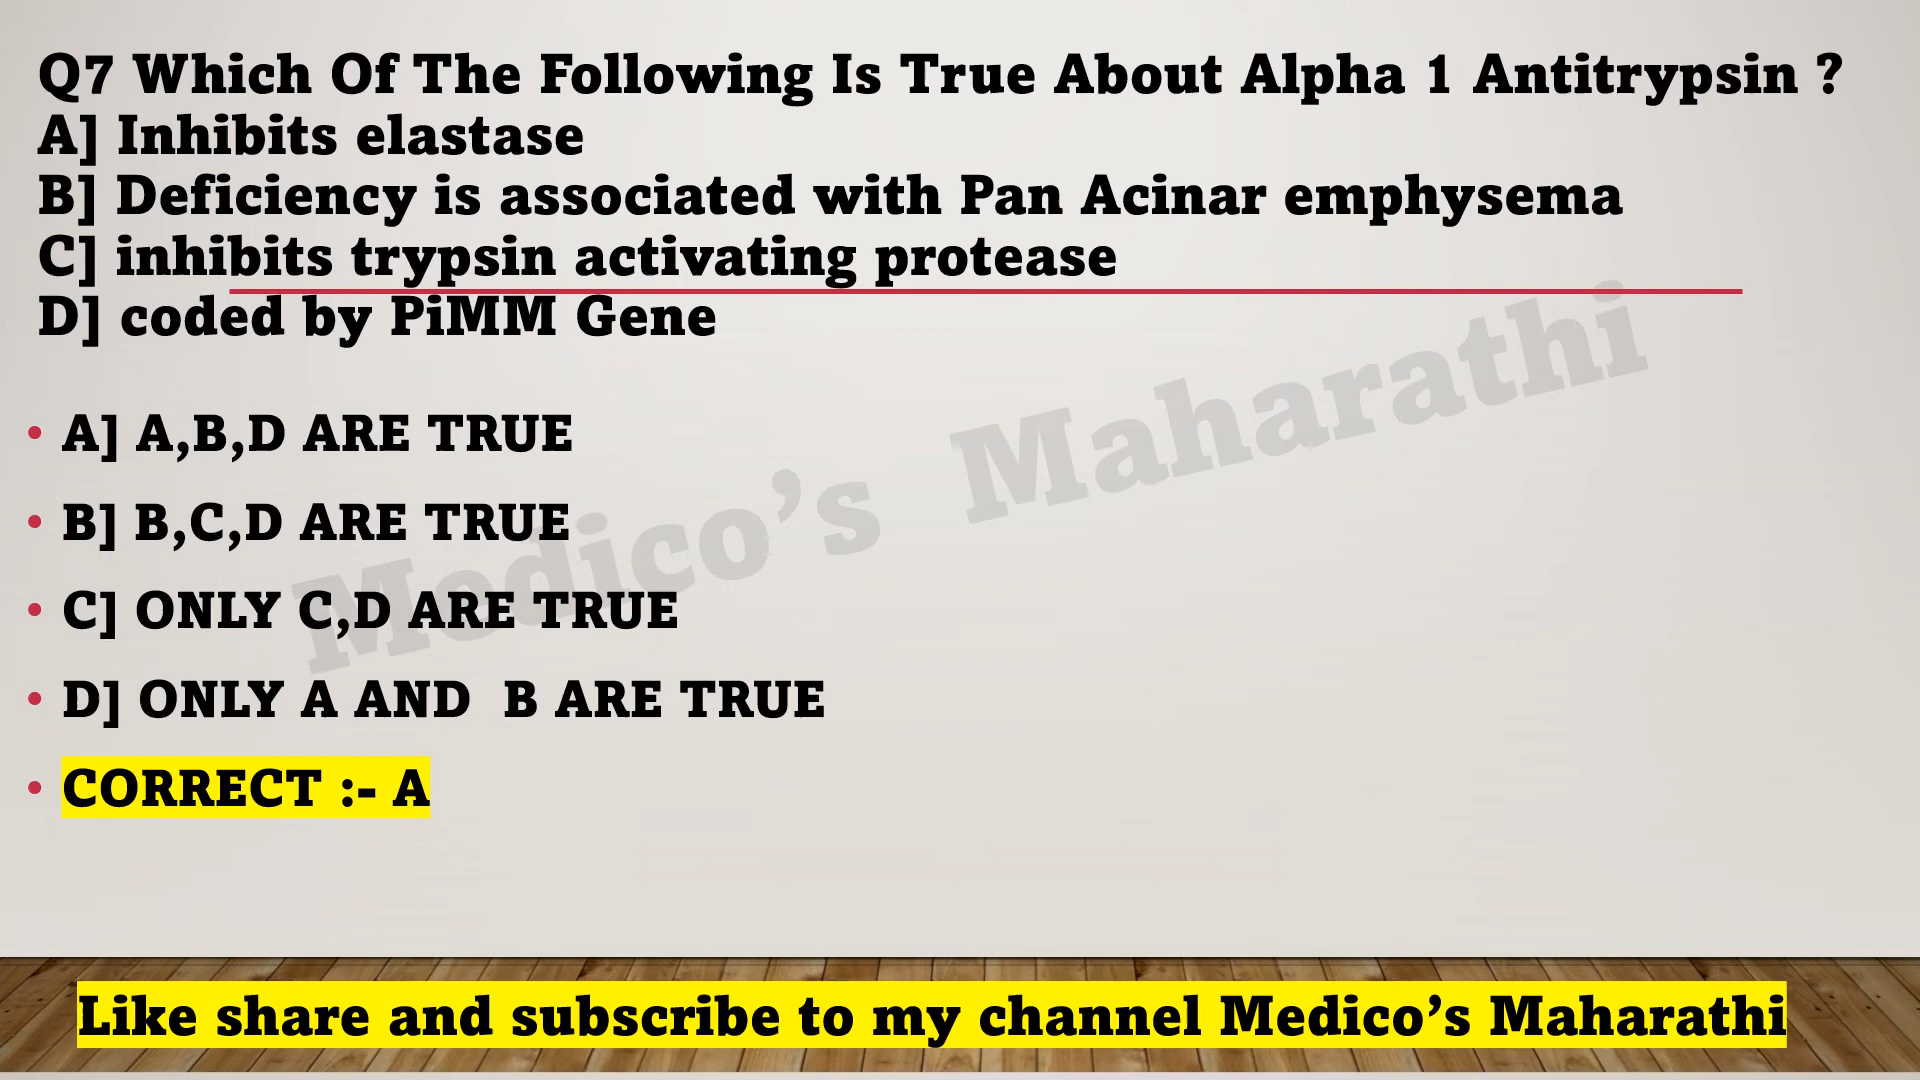 Q7 Which Of The Following Is True About Alpha 1 Antitrypsin ?
A] Inhibits elastase
B] Deficiency is associated with Pan Acinar emphysema
C] inhibits trypsin activating protease
D] coded by PiMM Gene
Medico’s Maharathi
• A] A,B,D ARE TRUE
• B] B,C,D ARE TRUE
• C] ONLY C,D ARE TRUE
• D] ONLY A AND  B ARE TRUE
• CORRECT :- A
Like share and subscribe to my channel Medico’s Maharathi